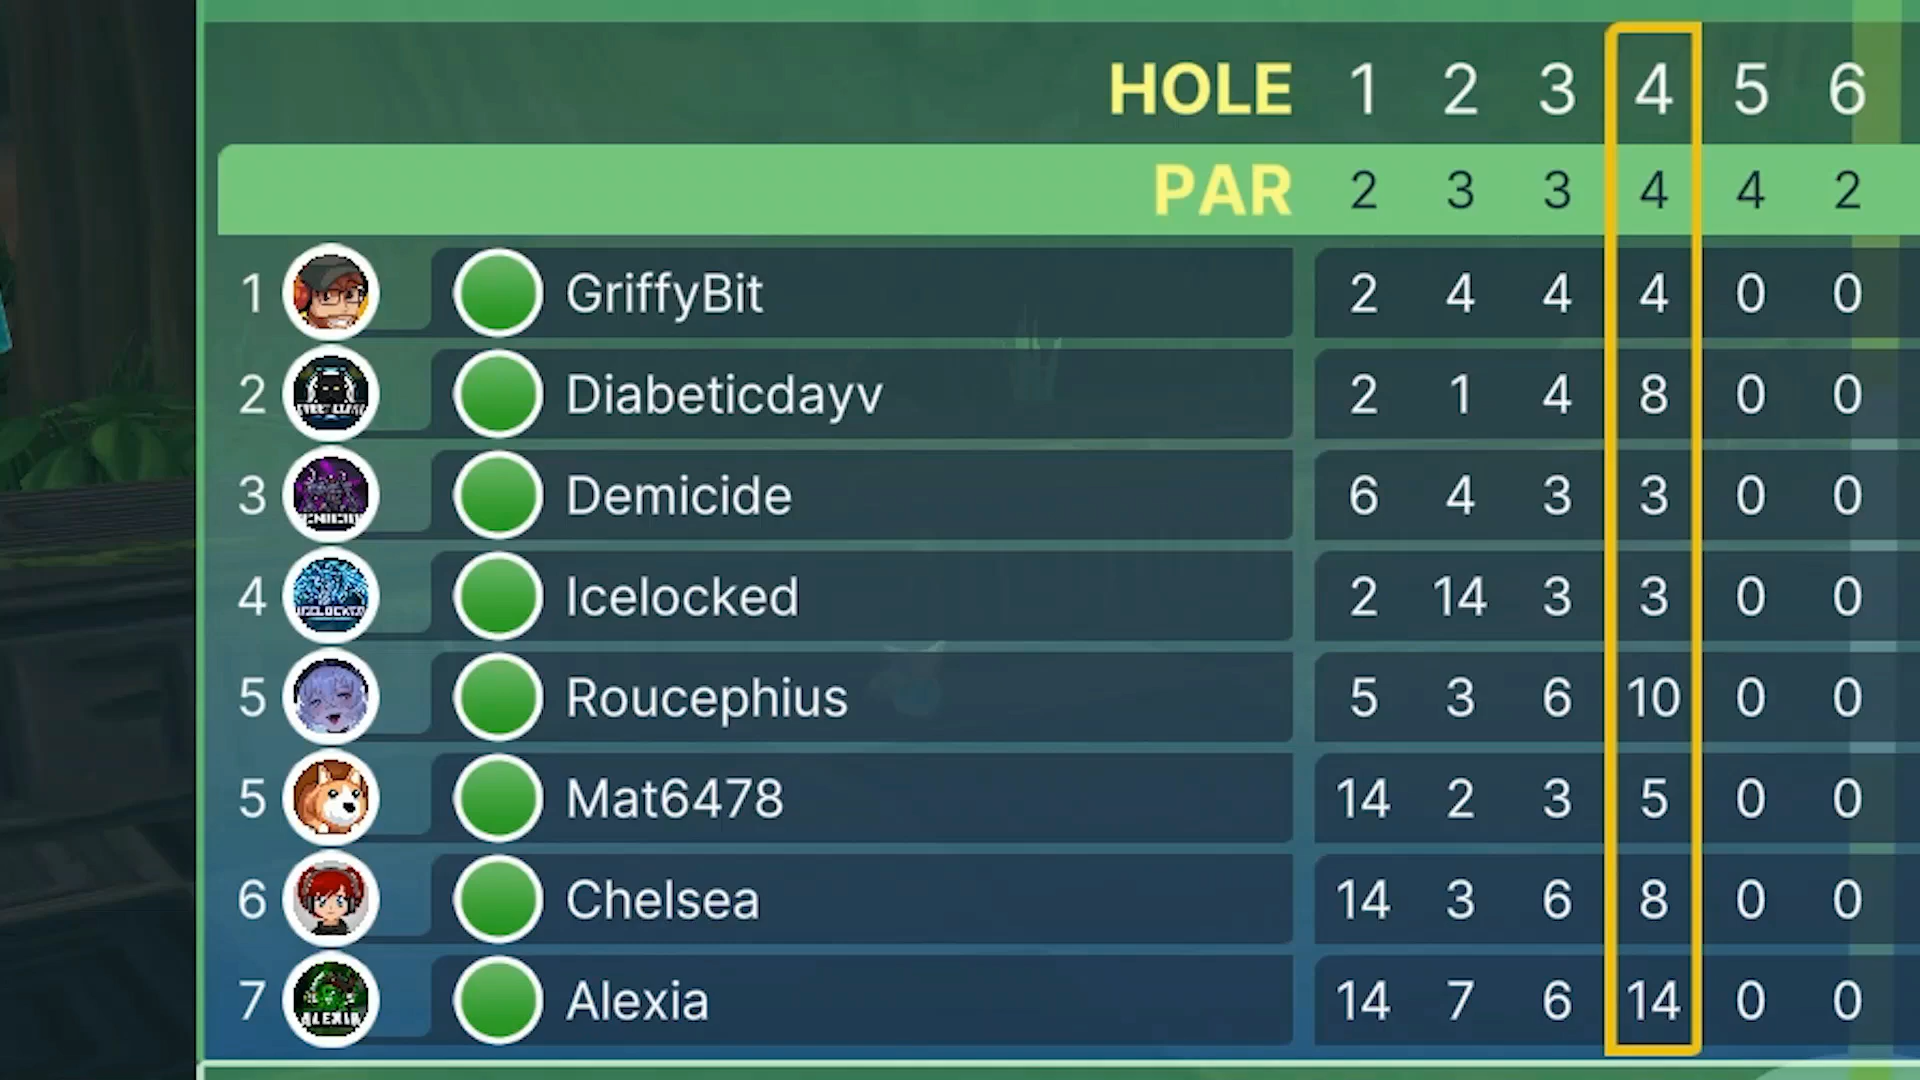 HOLE 1 2 3 4 5 6
PAR 2 3 3 4 4 2
1 GriffyBit 2 4 4 4 0 0
2 Diabeticdayv 2 1 4 8 0 0
3 Demicide 6 4 3 3 0 0
4 ICELOCKED Icelocked 2 14 3 3 0 0
5 Roucephius 5 3 6 10 0 0
5 Mat6478 14 2 3 5 0 0
6 Chelsea 14 3 6 8 0 0
7 ALEXIA Alexia 14 7 6 14 0 0